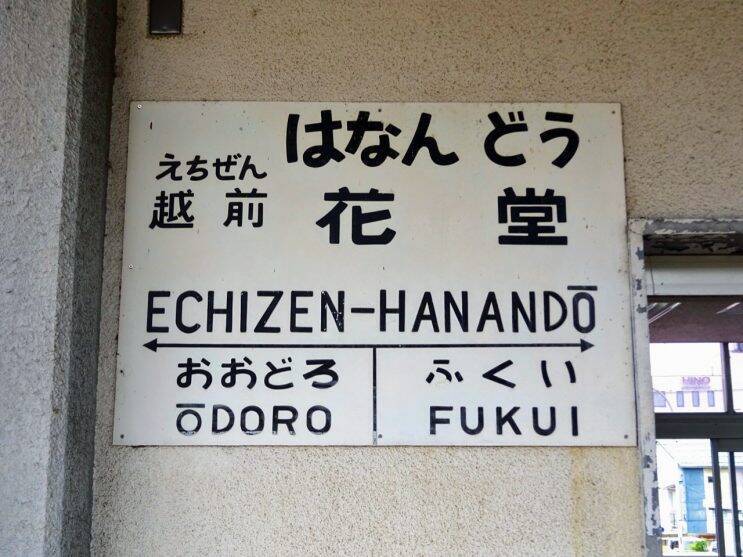 はなんどう
えちぜん
越前 花堂
ECHIZEN-HANANDŌ
おおどろ ふくい
ŌDORO FUKUI
HINO